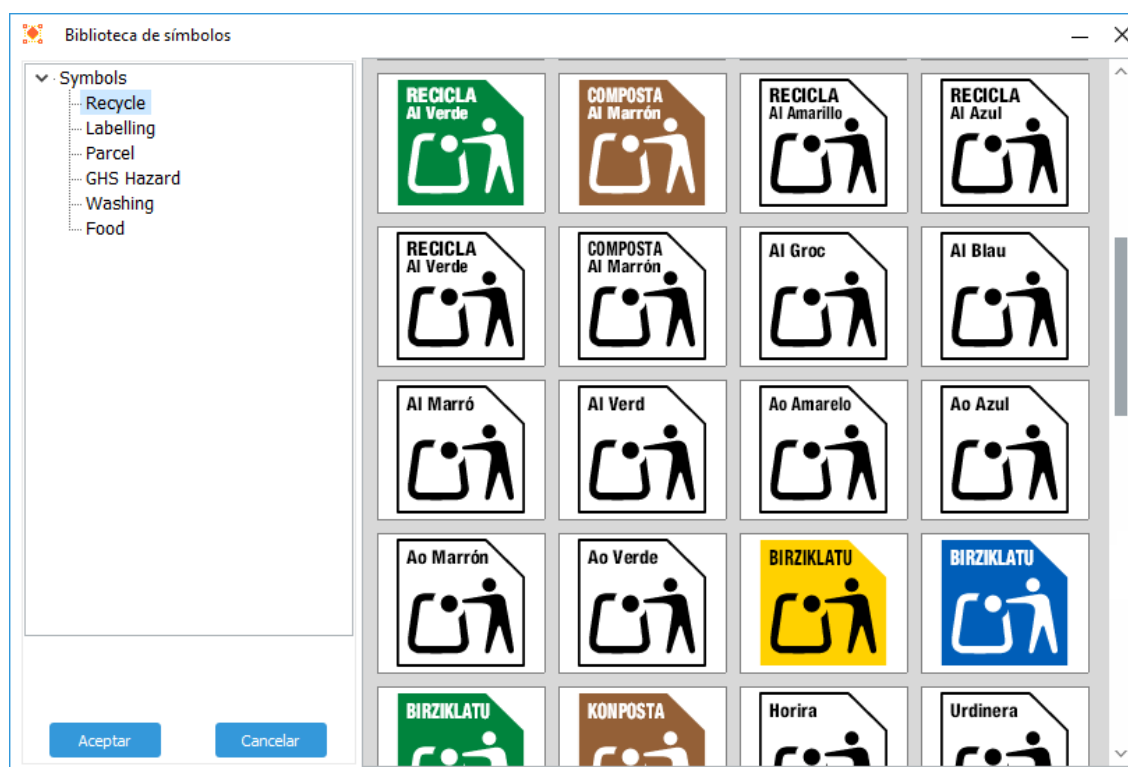 Biblioteca de símbolos
Symbols
Recycle
Labelling
Parcel
GHS Hazard
Washing
Food
Aceptar
Cancelar
RECICLA
Al Verde
COMPOSTA
Al Marrón
RECICLA
Al Amarillo
RECICLA
Al Azul
RECICLA
Al Verde
COMPOSTA
Al Marrón
Al Groc
Al Blau
Al Marró
Al Verd
Ao Amarelo
Ao Azul
Ao Marrón
Ao Verde
BIRZIKLATU
BIRZIKLATU
BIRZIKLATU
KONPOSTA
Horira
Urdinera